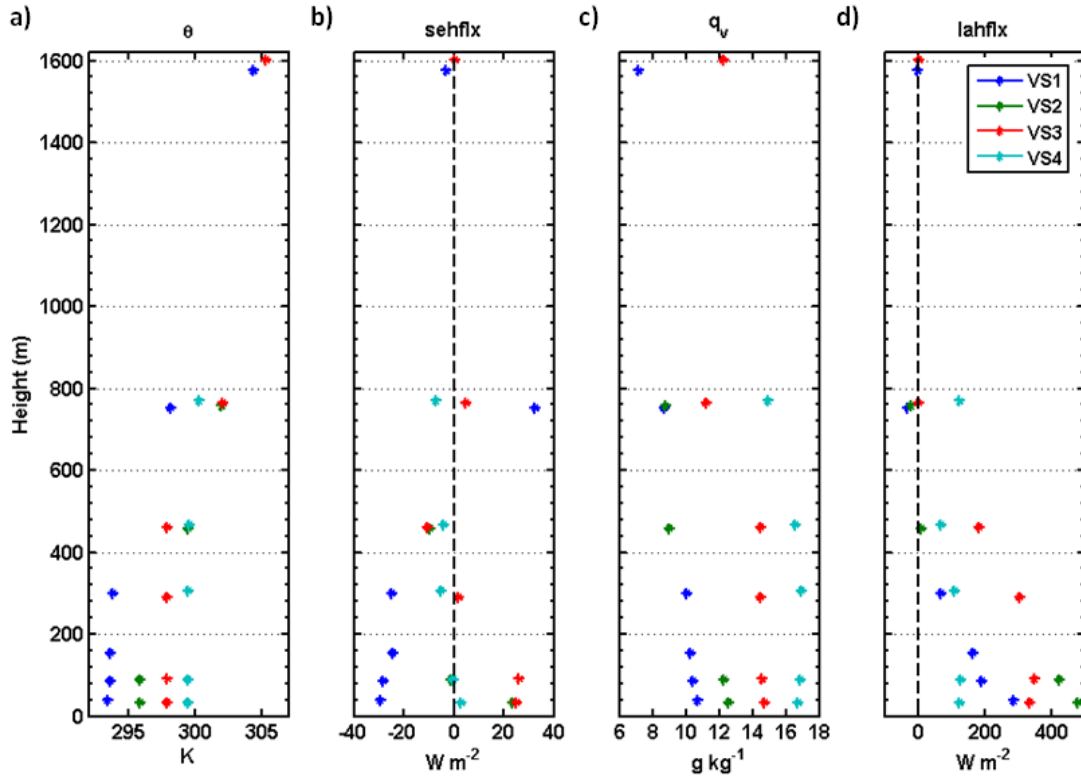 a)
θ
b)
sehflx
c)
q_v
d)
lahflx
1600
1400
1200
1000
800
600
400
200
0
Height (m)
VS1
VS2
VS3
VS4
295 300 305
K
-40 -20 0 20 40
W m⁻²
6 8 10 12 14 16 18
g kg⁻¹
0 200 400
W m⁻²